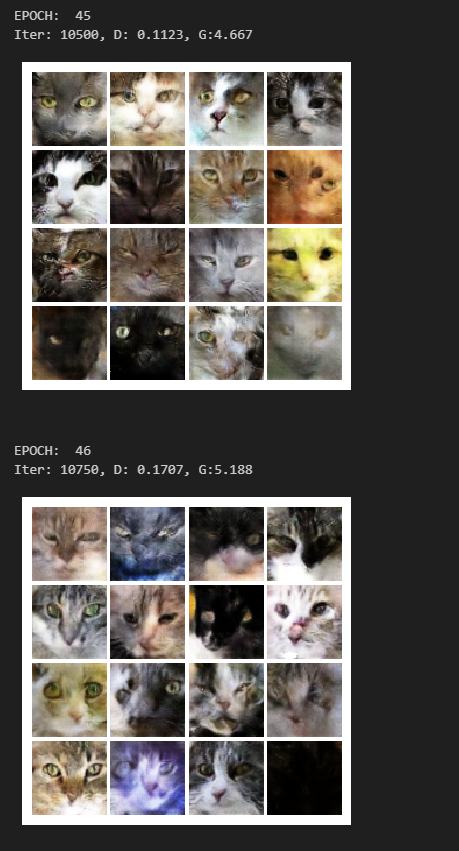 EPOCH:  45
Iter: 10500, D: 0.1123, G:4.667
EPOCH:  46
Iter: 10750, D: 0.1707, G:5.188